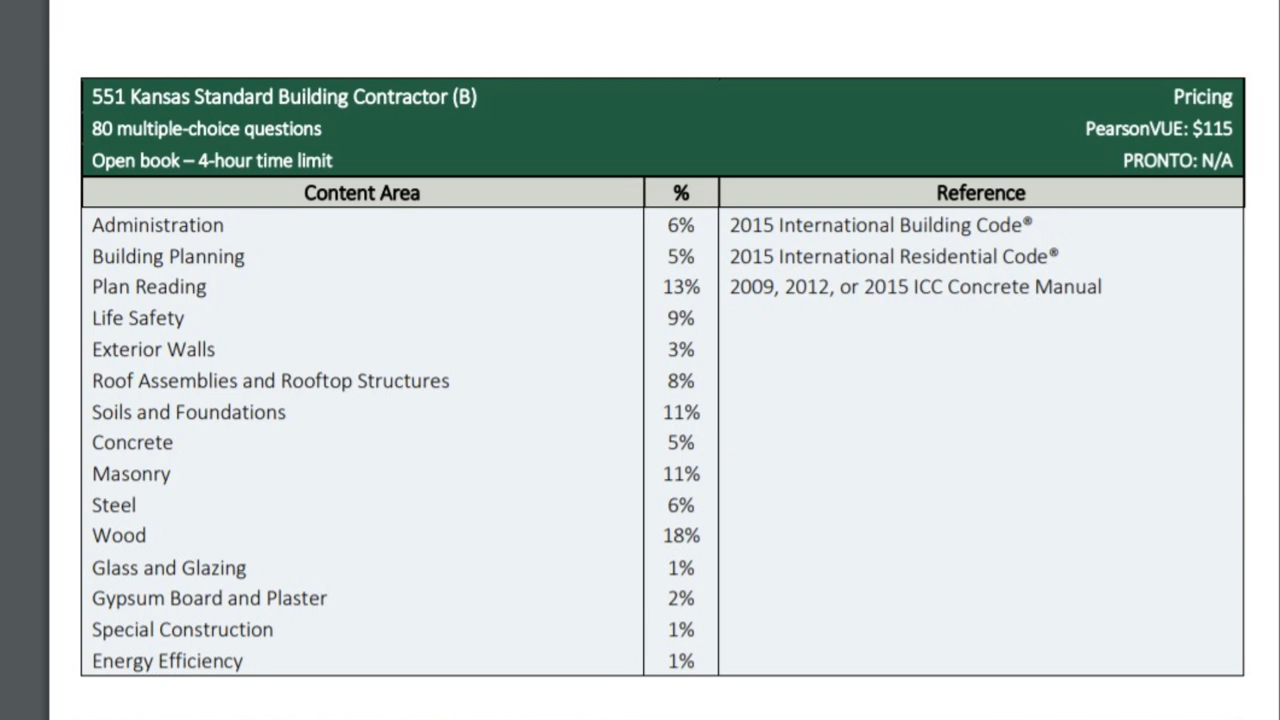 551 Kansas Standard Building Contractor (B) Pricing
80 multiple-choice questions PearsonVUE: $115
Open book – 4-hour time limit PRONTO: N/A
Content Area % Reference
Administration 6% 2015 International Building Code®
Building Planning 5% 2015 International Residential Code®
Plan Reading 13% 2009, 2012, or 2015 ICC Concrete Manual
Life Safety 9%
Exterior Walls 3%
Roof Assemblies and Rooftop Structures 8%
Soils and Foundations 11%
Concrete 5%
Masonry 11%
Steel 6%
Wood 18%
Glass and Glazing 1%
Gypsum Board and Plaster 2%
Special Construction 1%
Energy Efficiency 1%